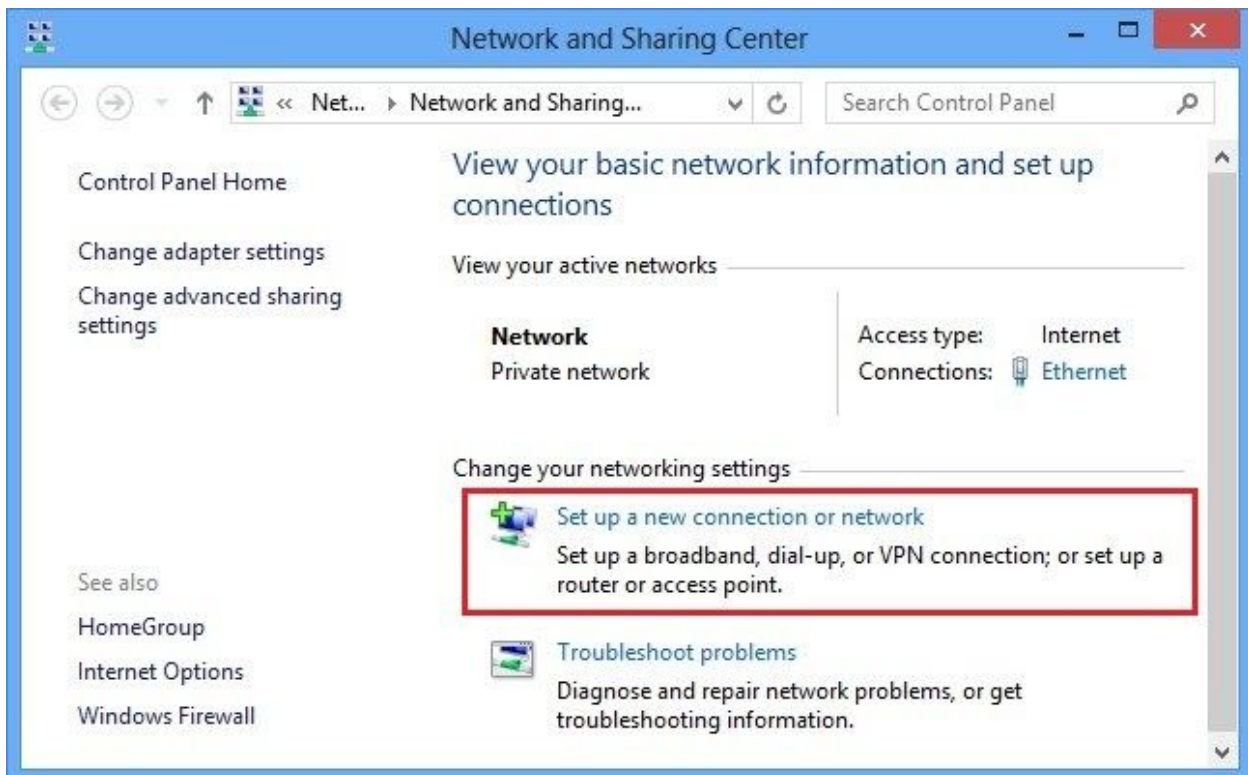 Network and Sharing Center
« Net... Network and Sharing... Search Control Panel
Control Panel Home
Change adapter settings
Change advanced sharing
settings
See also
HomeGroup
Internet Options
Windows Firewall
View your basic network information and set up
connections
View your active networks
Network
Private network
Access type: Internet
Connections: Ethernet
Change your networking settings
Set up a new connection or network
Set up a broadband, dial-up, or VPN connection; or set up a
router or access point.
Troubleshoot problems
Diagnose and repair network problems, or get
troubleshooting information.